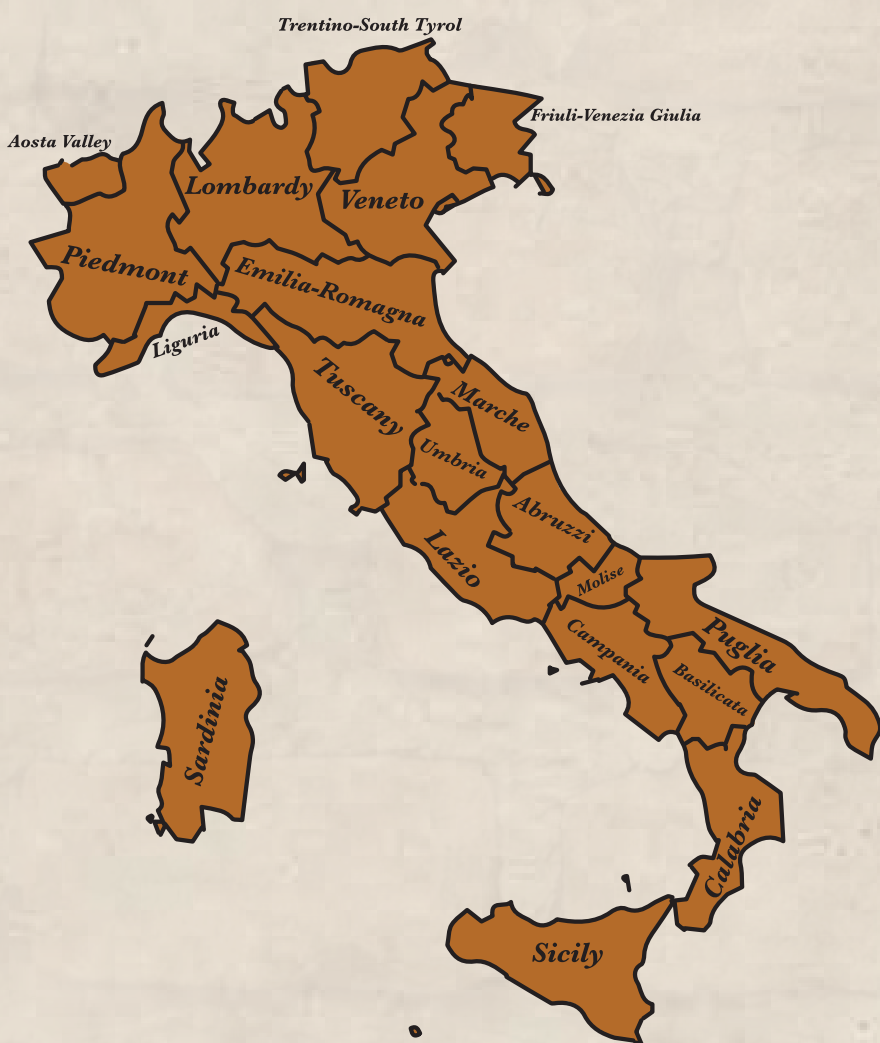 Trentino-South Tyrol
Friuli-Venezia Giulia
Aosta Valley
Lombardy
Veneto
Piedmont
Emilia-Romagna
Liguria
Tuscany
Marche
Umbria
Abruzzi
Lazio
Molise
Campania
Puglia
Basilicata
Sardinia
Calabria
Sicily